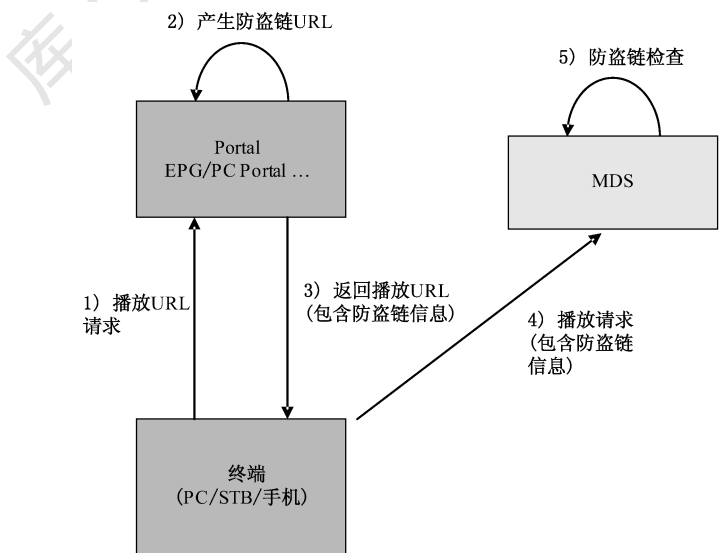 库
2）产生防盗链URL
5）防盗链检查
Portal
EPG/PC Portal …
MDS
1）播放URL
请求
3）返回播放URL
(包含防盗链信息)
4）播放请求
(包含防盗链
信息)
终端
(PC/STB/手机)